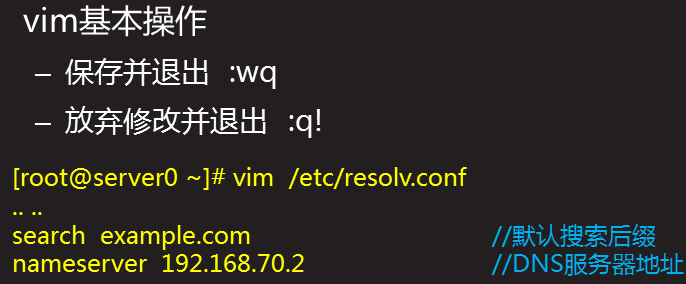 vim基本操作
– 保存并退出 :wq
– 放弃修改并退出 :q!
[root@server0 ~]# vim /etc/resolv.conf
.. ..
search example.com //默认搜索后缀
nameserver 192.168.70.2 //DNS服务器地址